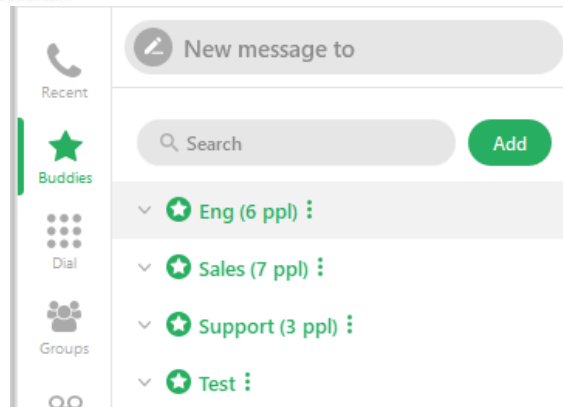 New message to
Recent
Search
Add
Buddies
Eng (6 ppl)
Dial
Sales (7 ppl)
Support (3 ppl)
Groups
Test